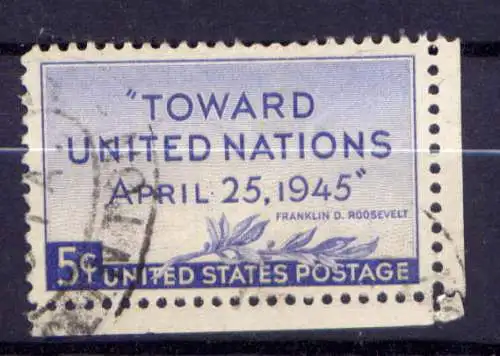 "TOWARD
UNITED NATIONS
APRIL 25, 1945"
FRANKLIN D. ROOSEVELT
5¢ UNITED STATES POSTAGE